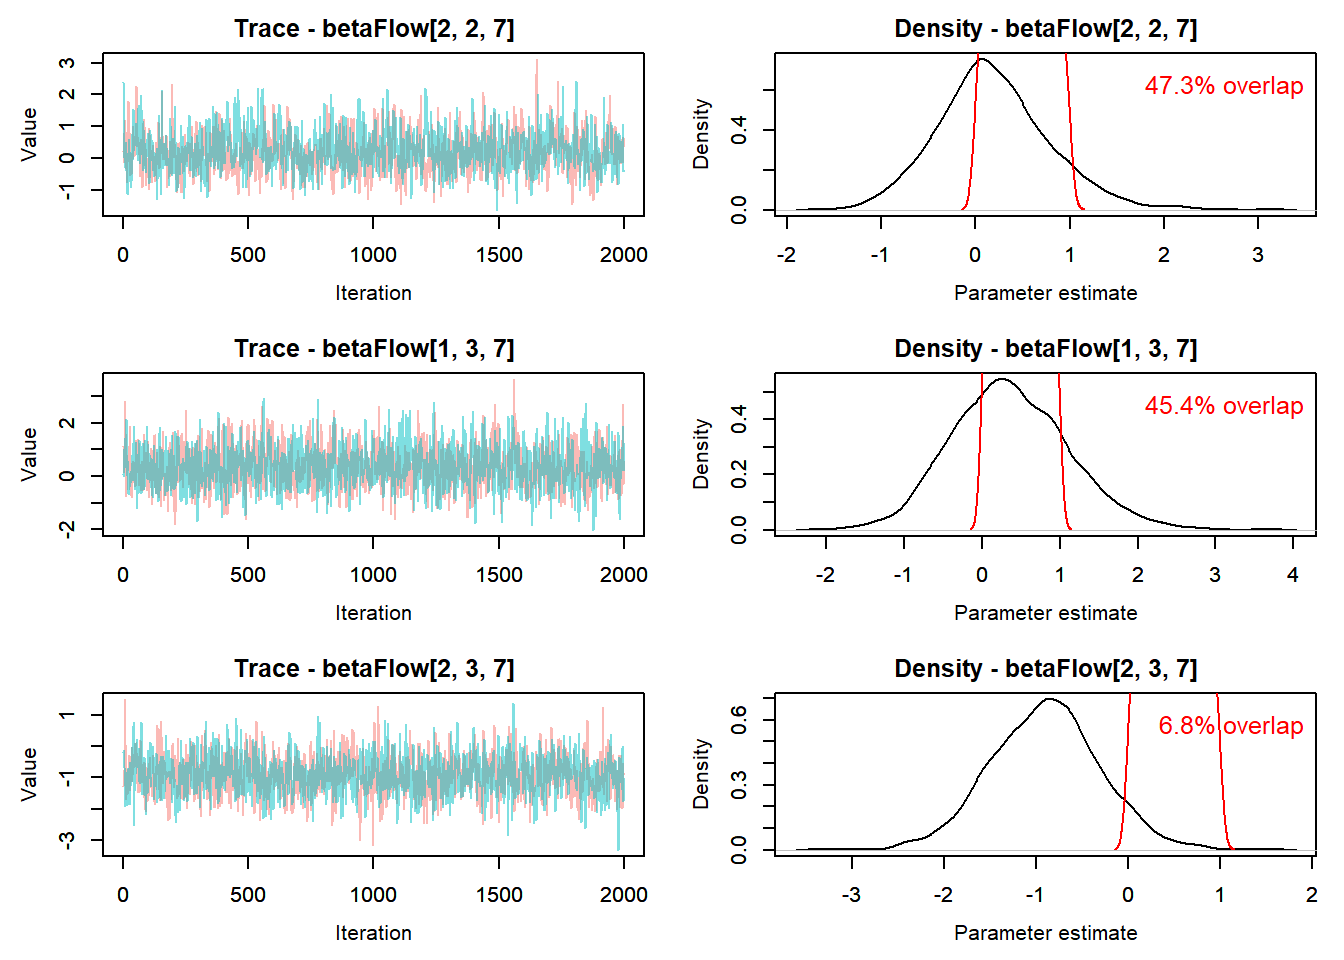 Trace - betaFlow[2, 2, 7]
Value
3
2
1
0
-1
0 500 1000 1500 2000
Iteration
Density - betaFlow[2, 2, 7]
47.3% overlap
Density
0.4
0.0
-2 -1 0 1 2 3
Parameter estimate
Trace - betaFlow[1, 3, 7]
Value
2
0
-2
0 500 1000 1500 2000
Iteration
Density - betaFlow[1, 3, 7]
45.4% overlap
Density
0.4
0.2
0.0
-2 -1 0 1 2 3 4
Parameter estimate
Trace - betaFlow[2, 3, 7]
Value
1
-1
-3
0 500 1000 1500 2000
Iteration
Density - betaFlow[2, 3, 7]
6.8% overlap
Density
0.6
0.3
0.0
-3 -2 -1 0 1 2
Parameter estimate